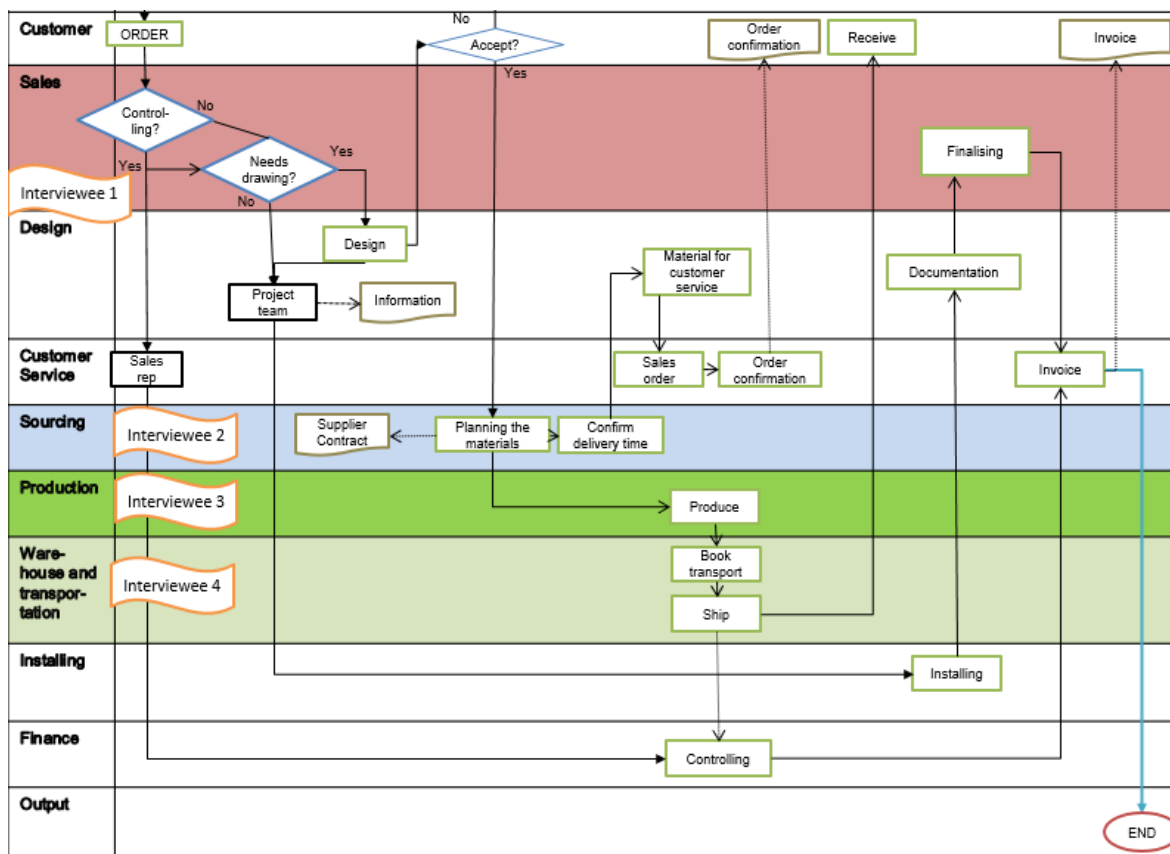 Customer
ORDER
No
Accept?
Yes
Order
confirmation
Receive
Invoice
Sales
Control-
ling?
No
Yes
Needs
drawing?
Yes
No
Finalising
Interviewee 1
Design
Design
Material for
customer
service
Documentation
Project
team
Information
Customer
Service
Sales
rep
Sales
order
Order
confirmation
Invoice
Sourcing
Interviewee 2
Supplier
Contract
Planning the
materials
Confirm
delivery time
Production
Interviewee 3
Produce
Ware-
house and
transpor-
tation
Interviewee 4
Book
transport
Ship
Installing
Installing
Finance
Controlling
Output
END